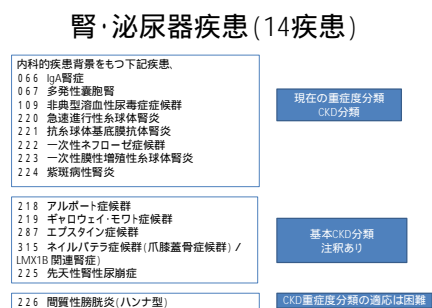 腎・泌尿器疾患(14疾患)
内科的疾患背景をもつ下記疾患、
066 IgA腎症
067 多発性嚢胞腎
109 非典型溶血性尿毒症症候群
220 急速進行性糸球体腎炎
221 抗糸球体基底膜抗体腎炎
222 一次性ネフローゼ症候群
223 一次性膜性増殖性糸球体腎炎
224 紫斑病性腎炎
現在の重症度分類
CKD分類
218 アルポート症候群
219 ギャロウェイ・モワト症候群
287 エプスタイン症候群
315 ネイルパテラ症候群(爪膝蓋骨症候群)/
LMX1B関連腎症)
225 先天性腎性尿崩症
基本CKD分類
注釈あり
226 間質性膀胱炎(ハンナ型)
CKD重症度分類の適応は困難